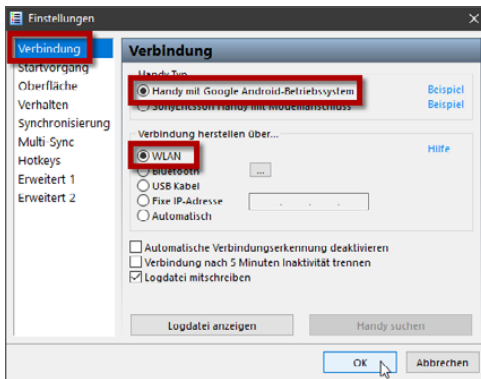 Einstellungen
Verbindung
Startvorgang
Oberfläche
Verhalten
Synchronisierung
Multi-Sync
Hotkeys
Erweitert 1
Erweitert 2
Verbindung
Handy Typ
Handy mit Google Android-Betriebssystem
Beispiel
SonyEricsson Handy mit Modemanschluss
Beispiel
Verbindung herstellen über...
WLAN
Hilfe
Bluetooth
...
USB Kabel
Fixe IP-Adresse
Automatisch
Automatische Verbindungserkennung deaktivieren
Verbindung nach 5 Minuten Inaktivität trennen
Logdatei mitschreiben
Logdatei anzeigen
Handy suchen
OK
Abbrechen